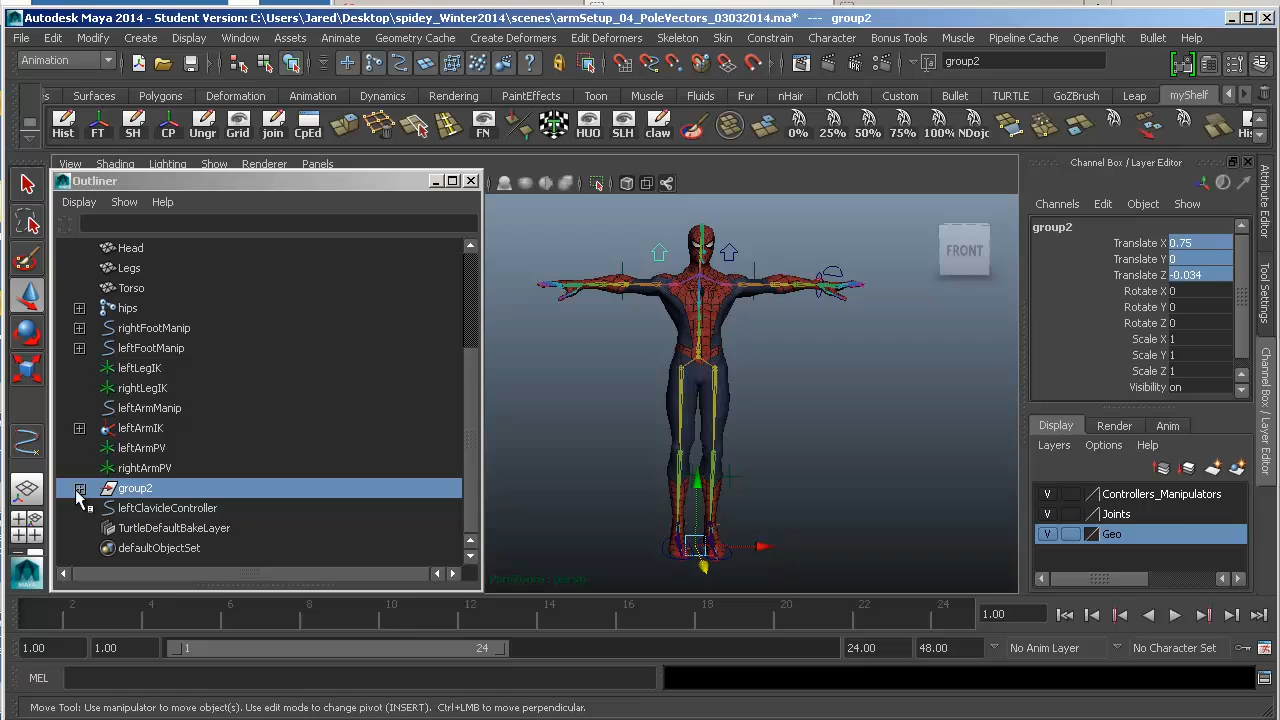 Autodesk Maya 2014 - Student Version: C:\Users\Jared\Desktop\spidey_Winter2014\scenes\armSetup_04_PoleVectors_03032014.ma* --- group2
File Edit Modify Create Display Window Assets Animate Geometry Cache Create Deformers Edit Deformers Skeleton Skin Constrain Character Bonus Tools Muscle Pipeline Cache OpenFlight Bullet Help
Animation
group2
Surfaces Polygons Deformation Animation Dynamics Rendering PaintEffects Toon Muscle Fluids Fur nHair nCloth Custom Bullet TURTLE GoZBrush Leap myShelf
Hist FT SH CP Ungr Grid join CpEd FN HUO SLH claw 0% 25% 50% 75% 100% NDojc
View Shading Lighting Show Renderer Panels
Channel Box / Layer Editor
Outliner
Display Show Help
Channels Edit Object Show
Head
Legs
Torso
hips
rightFootManip
leftFootManip
leftLegIK
rightLegIK
leftArmManip
leftArmIK
leftArmPV
rightArmPV
group2
leftClavicleController
TurtleDefaultBakeLayer
defaultObjectSet
FRONT
group2
Translate X 0.75
Translate Y 0
Translate Z -0.034
Rotate X 0
Rotate Y 0
Rotate Z 0
Scale X 1
Scale Y 1
Scale Z 1
Visibility on
Display Render Anim
Layers Options Help
V Controllers_Manipulators
V Joints
V Geo
Attribute Editor
Tool Settings
Channel Box / Layer Editor
2 4 6 8 10 12 14 16 18 20 22 24
1.00
1.00 1.00 1 24 24.00 48.00 No Anim Layer No Character Set
MEL
Move Tool: Use manipulator to move object(s). Use edit mode to change pivot (INSERT). Ctrl+LMB to move perpendicular.